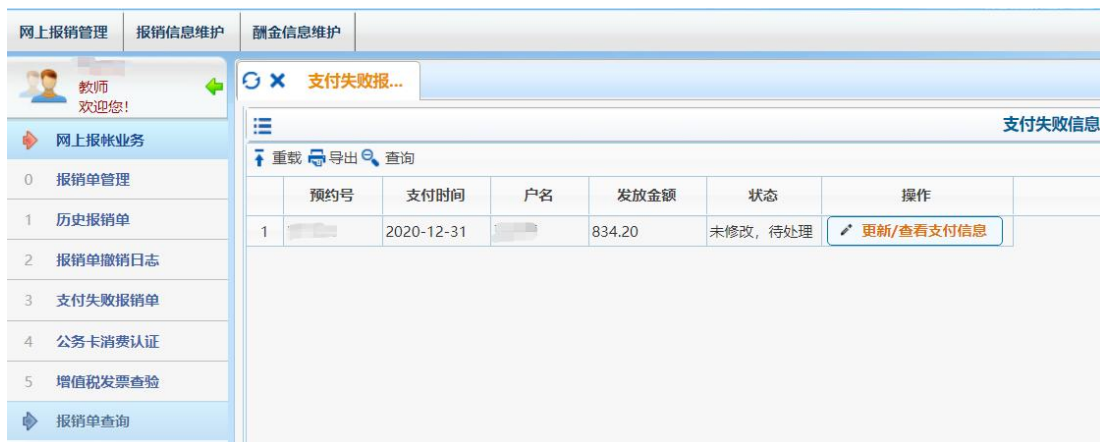 网上报销管理 报销信息维护 酬金信息维护
教师
欢迎您!
支付失败报...
网上报帐业务
支付失败信息
重载 导出 查询
0 报销单管理
预约号 支付时间 户名 发放金额 状态 操作
1 历史报销单
1 2020-12-31 834.20 未修改，待处理 更新/查看支付信息
2 报销单撤销日志
3 支付失败报销单
4 公务卡消费认证
5 增值税发票查验
报销单查询